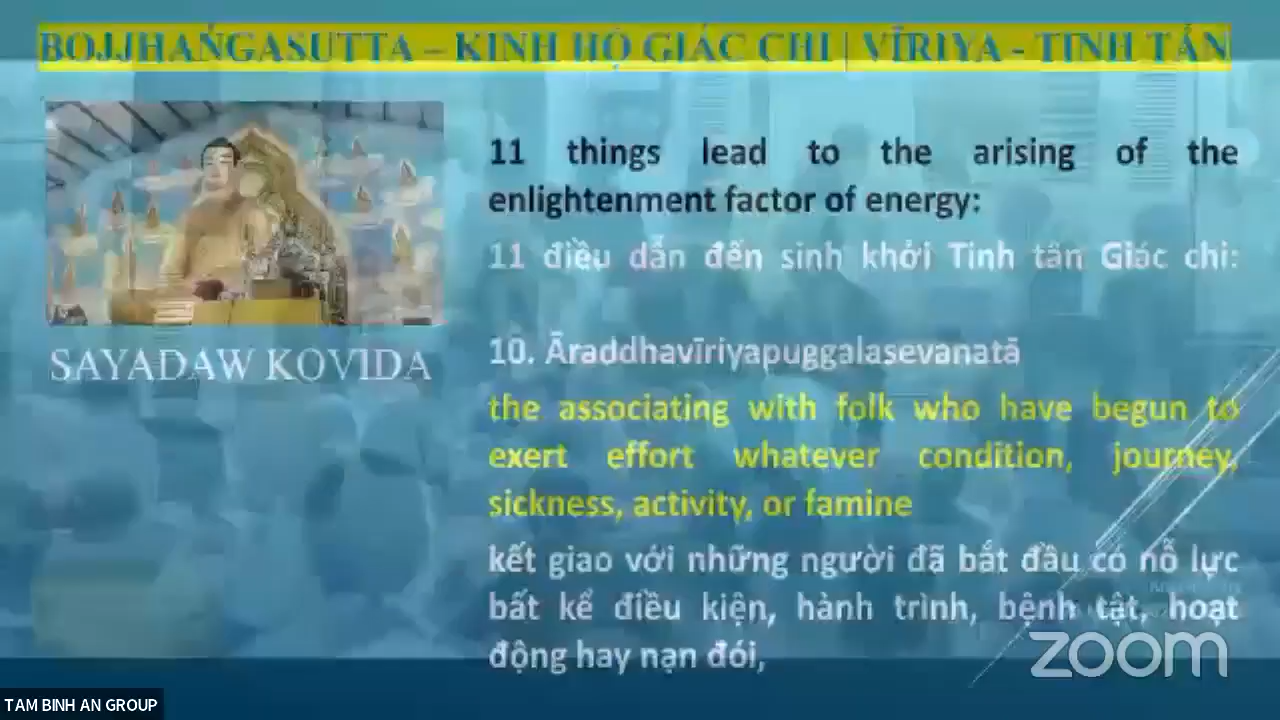 BOJJHAṄGASUTTA – KINH HỘ GIÁC CHI | VĪRIYA - TINH TẤN
SAYADAW KOVIDA
11 things lead to the arising of the
enlightenment factor of energy:
11 điều dẫn đến sinh khởi Tinh tấn Giác chi:
10. Āraddhavīriyapuggalasevanatā
the associating with folk who have begun to
exert effort whatever condition, journey,
sickness, activity, or famine
kết giao với những người đã bắt đầu có nỗ lực
bất kể điều kiện, hành trình, bệnh tật, hoạt
động hay nạn đói,
zoom
TAM BINH AN GROUP